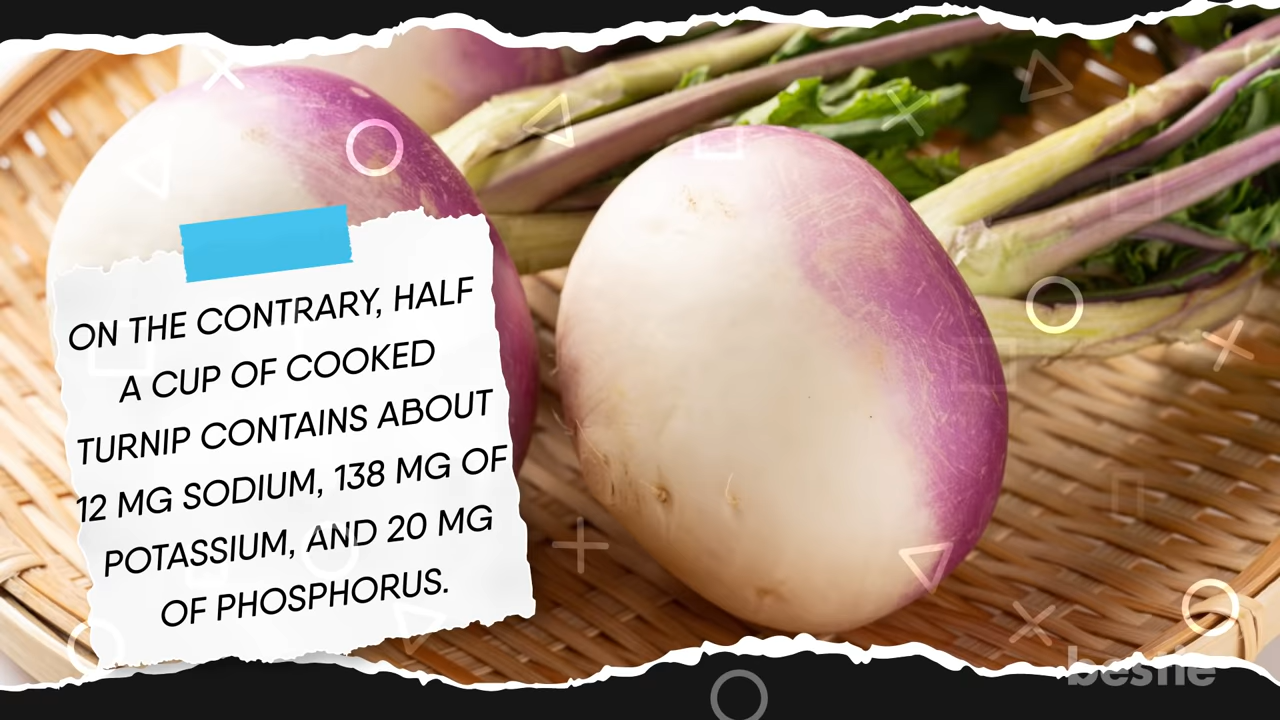 ON THE CONTRARY, HALF
A CUP OF COOKED
TURNIP CONTAINS ABOUT
12 MG SODIUM, 138 MG OF
POTASSIUM, AND 20 MG
OF PHOSPHORUS.
bestie